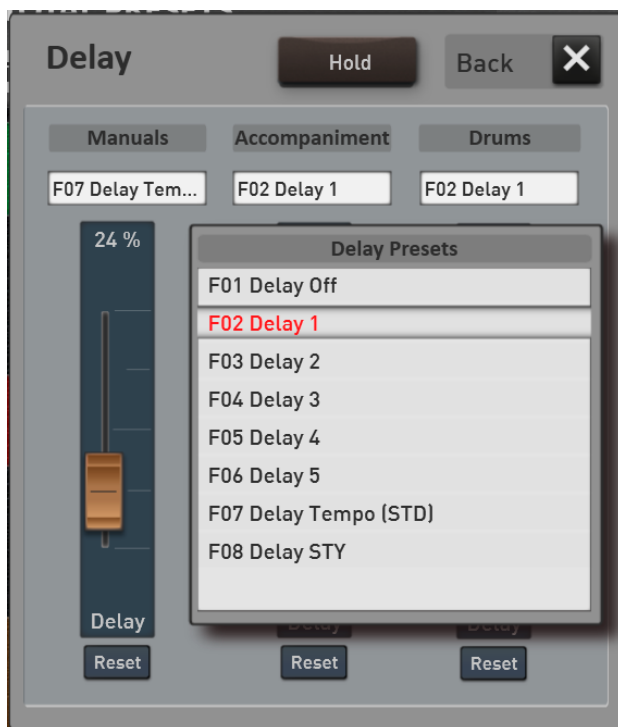 Delay
Hold
Back
Manuals
Accompaniment
Drums
F07 Delay Tem...
F02 Delay 1
F02 Delay 1
24 %
Delay Presets
F01 Delay Off
F02 Delay 1
F03 Delay 2
F04 Delay 3
F05 Delay 4
F06 Delay 5
F07 Delay Tempo (STD)
F08 Delay STY
Delay
Delay
Delay
Reset
Reset
Reset